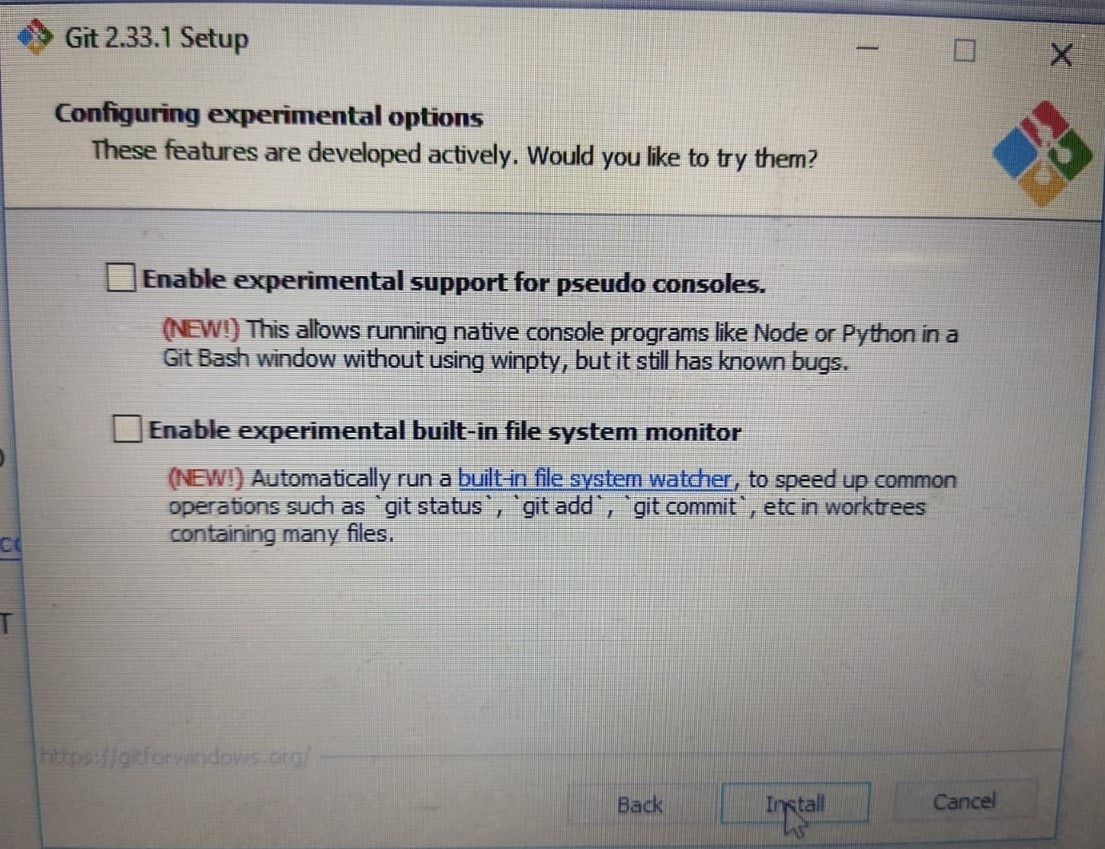 Git 2.33.1 Setup
Configuring experimental options
These features are developed actively. Would you like to try them?
Enable experimental support for pseudo consoles.
(NEW!) This allows running native console programs like Node or Python in a
Git Bash window without using winpty, but it still has known bugs.
Enable experimental built-in file system monitor
(NEW!) Automatically run a built-in file system watcher, to speed up common
operations such as `git status`, `git add`, `git commit`, etc in worktrees
containing many files.
T
https://gitforwindows.org/
Back Install Cancel